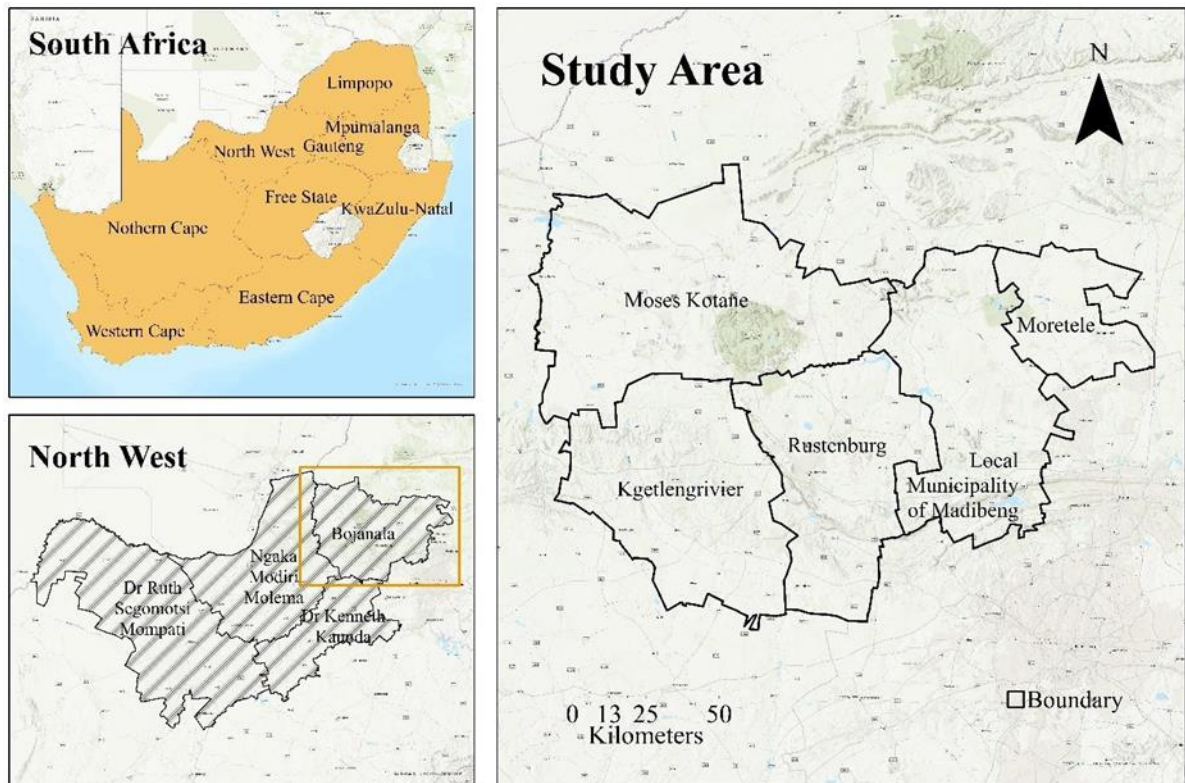 South Africa
Limpopo
Mpumalanga
North West
Gauteng
Free State
KwaZulu-Natal
Nothern Cape
Eastern Cape
Western Cape
North West
Bojanala
Ngaka
Modiri
Molema
Dr Ruth
Segomotsi
Mompati
Dr Kenneth
Kaunda
Study Area
N
Moses Kotane
Moretele
Rustenburg
Kgetlengrivier
Local
Municipality
of Madibeng
0 13 25 50
Kilometers
Boundary